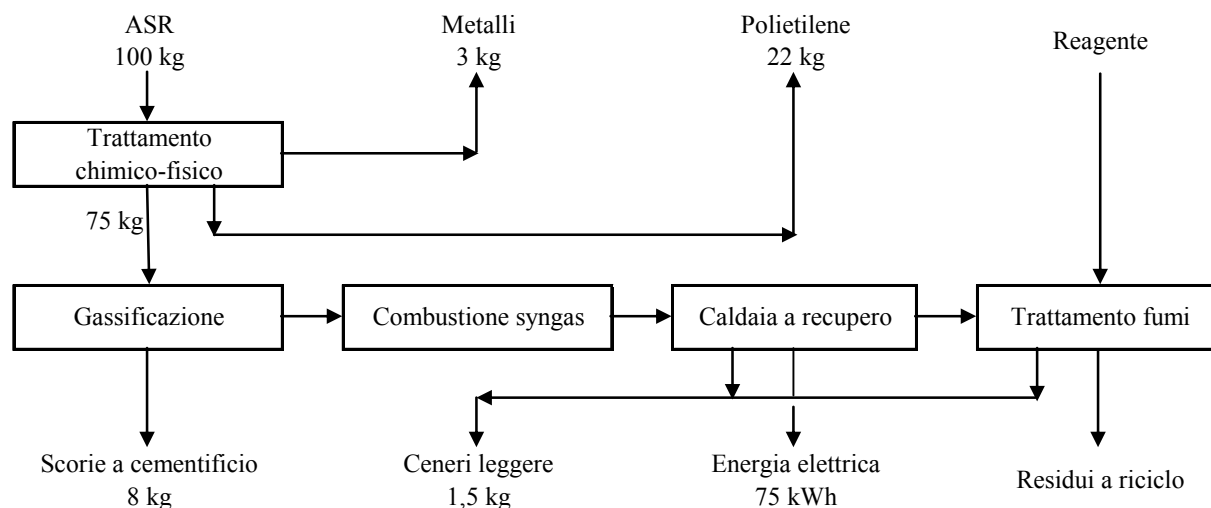 ASR
100 kg
Metalli
3 kg
Polietilene
22 kg
Reagente
Trattamento
chimico-fisico
75 kg
Gassificazione
Combustione syngas
Caldaia a recupero
Trattamento fumi
Scorie a cementificio
8 kg
Ceneri leggere
1,5 kg
Energia elettrica
75 kWh
Residui a riciclo